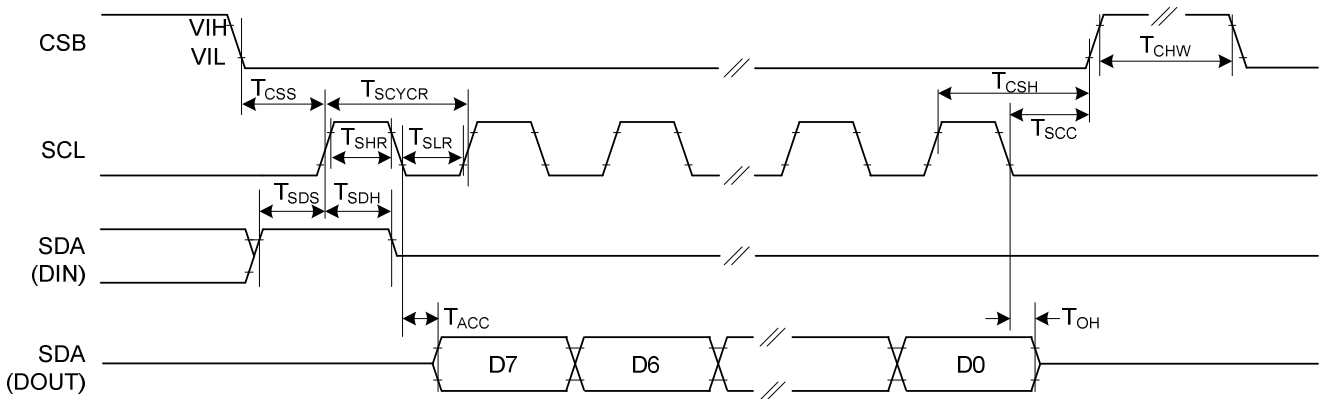 CSB
VIH
VIL
TCHW
TCSS
TSCYCR
TCSH
TSCC
SCL
TSHR
TSLR
TSDS
TSDH
SDA
(DIN)
TACC
TOH
SDA
(DOUT)
D7
D6
D0